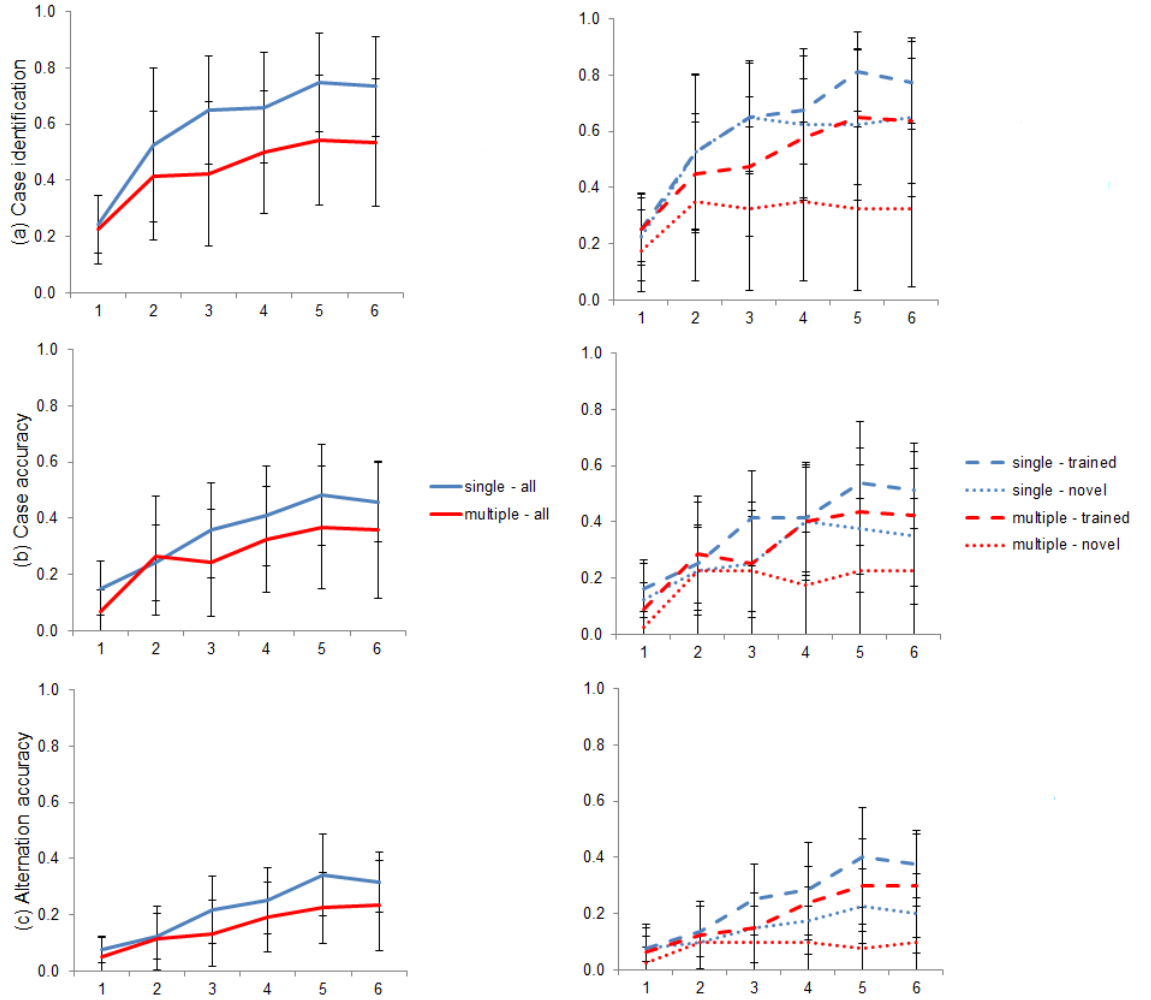 (a) Case identification
1.0
0.8
0.6
0.4
0.2
0.0
1 2 3 4 5 6
1.0
0.8
0.6
0.4
0.2
0.0
1 2 3 4 5 6
(b) Case accuracy
1.0
0.8
0.6
0.4
0.2
0.0
1 2 3 4 5 6
single - all
multiple - all
1.0
0.8
0.6
0.4
0.2
0.0
1 2 3 4 5 6
single - trained
single - novel
multiple - trained
multiple - novel
(c) Alternation accuracy
1.0
0.8
0.6
0.4
0.2
0.0
1 2 3 4 5 6
1.0
0.8
0.6
0.4
0.2
0.0
1 2 3 4 5 6